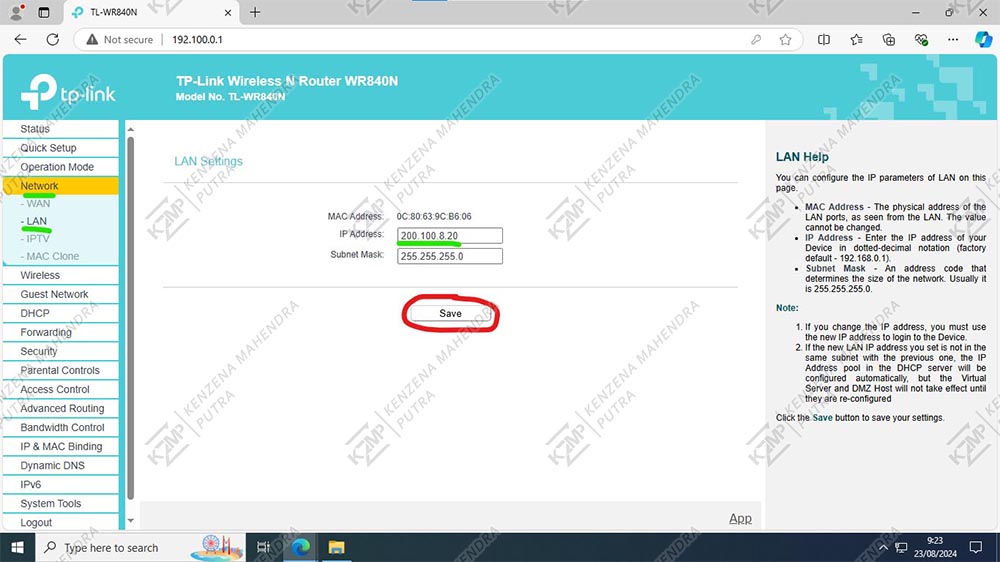 TL-WR840N
Not secure
192.100.0.1
tp-link
TP-Link Wireless N Router WR840N
Model No. TL-WR840N
Status
Quick Setup
Operation Mode
Network
- WAN
- LAN
- IPTV
- MAC Clone
Wireless
Guest Network
DHCP
Forwarding
Security
Parental Controls
Access Control
Advanced Routing
Bandwidth Control
IP & MAC Binding
Dynamic DNS
IPv6
System Tools
Logout
LAN Settings
MAC Address: 0C:80:63:9C:B6:06
IP Address: 200.100.8.20
Subnet Mask: 255.255.255.0
Save
App
LAN Help
You can configure the IP parameters of LAN on this
page.
• MAC Address - The physical address of the
LAN ports, as seen from the LAN. The value
cannot be changed.
• IP Address - Enter the IP address of your
Device in dotted-decimal notation (factory
default - 192.168.0.1).
• Subnet Mask - An address code that
determines the size of the network. Usually it
is 255.255.255.0.
Note:
1. If you change the IP address, you must use
the new IP address to login to the Device.
2. If the new LAN IP address you set is not in the
same subnet with the previous one, the IP
Address pool in the DHCP server will be
configured automatically, but the Virtual
Server and DMZ Host will not take effect until
they are re-configured
Click the Save button to save your settings.
Type here to search
9:23
23/08/2024
KZMP
KENZENA MAHENDRA
PUTRA